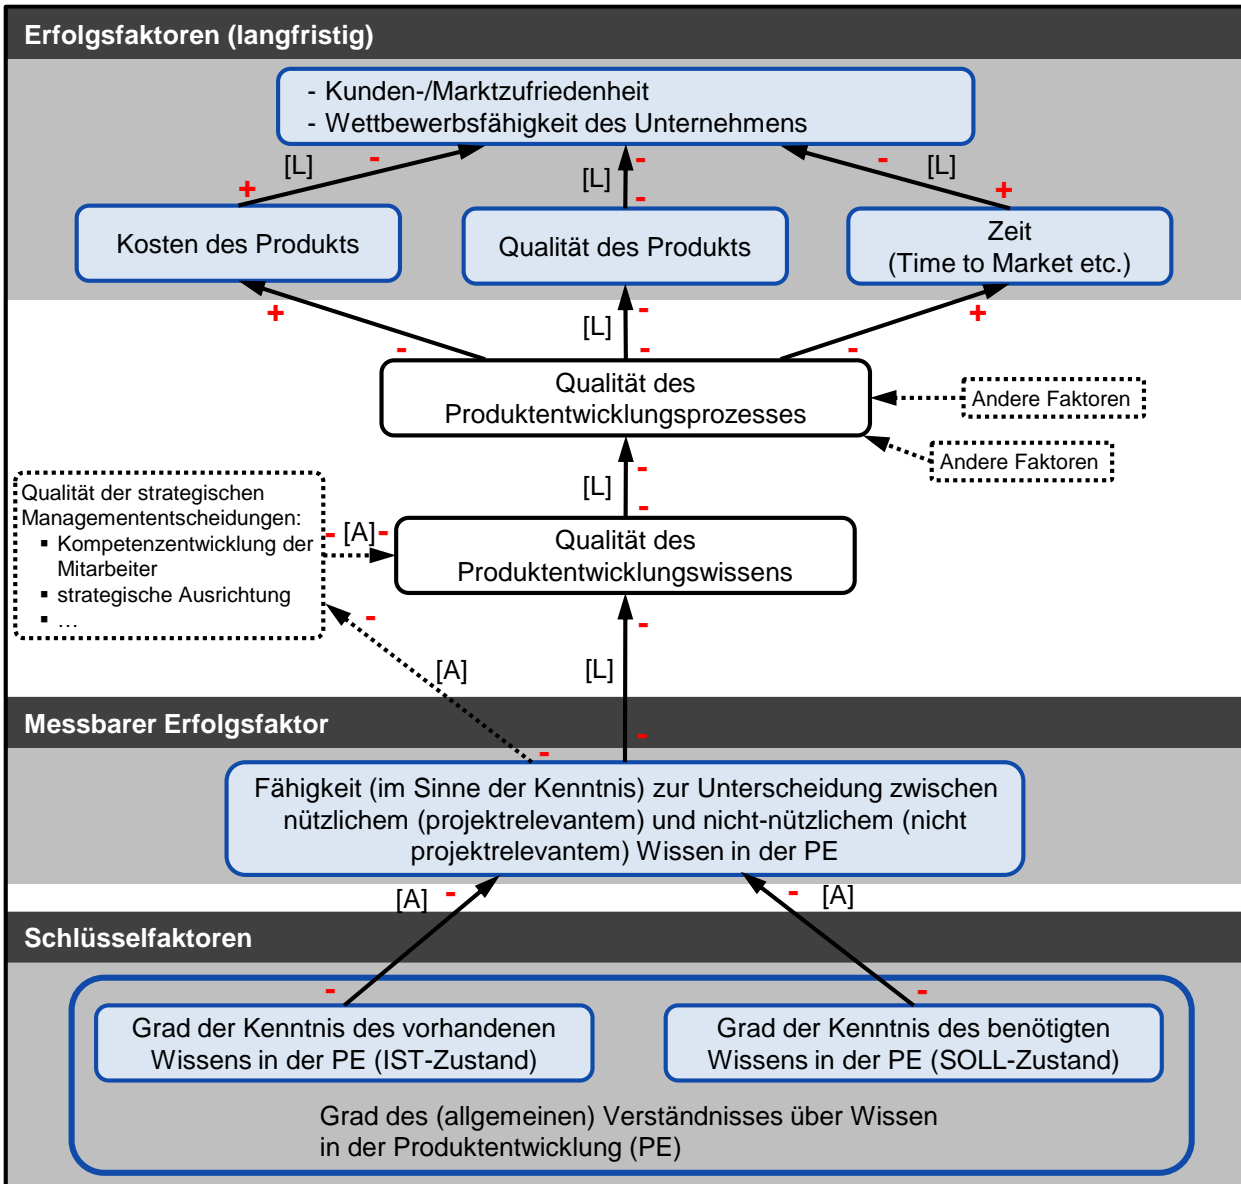 Erfolgsfaktoren (langfristig)
- Kunden-/Marktzufriedenheit
- Wettbewerbsfähigkeit des Unternehmens
[L] - - - [L]
+ [L] - +
Kosten des Produkts
Qualität des Produkts
Zeit
(Time to Market etc.)
+ [L] - +
- - -
Qualität des
Produktentwicklungsprozesses
Andere Faktoren
Andere Faktoren
[L] -
-
Qualität der strategischen
Managemententscheidungen:
▪ Kompetenzentwicklung der
Mitarbeiter
▪ strategische Ausrichtung
▪ …
- [A] -
Qualität des
Produktentwicklungswissens
- -
[A] [L]
Messbarer Erfolgsfaktor
- -
Fähigkeit (im Sinne der Kenntnis) zur Unterscheidung zwischen
nützlichem (projektrelevantem) und nicht-nützlichem (nicht
projektrelevantem) Wissen in der PE
[A] - - [A]
Schlüsselfaktoren
- -
Grad der Kenntnis des vorhandenen
Wissens in der PE (IST-Zustand)
Grad der Kenntnis des benötigten
Wissens in der PE (SOLL-Zustand)
Grad des (allgemeinen) Verständnisses über Wissen
in der Produktentwicklung (PE)